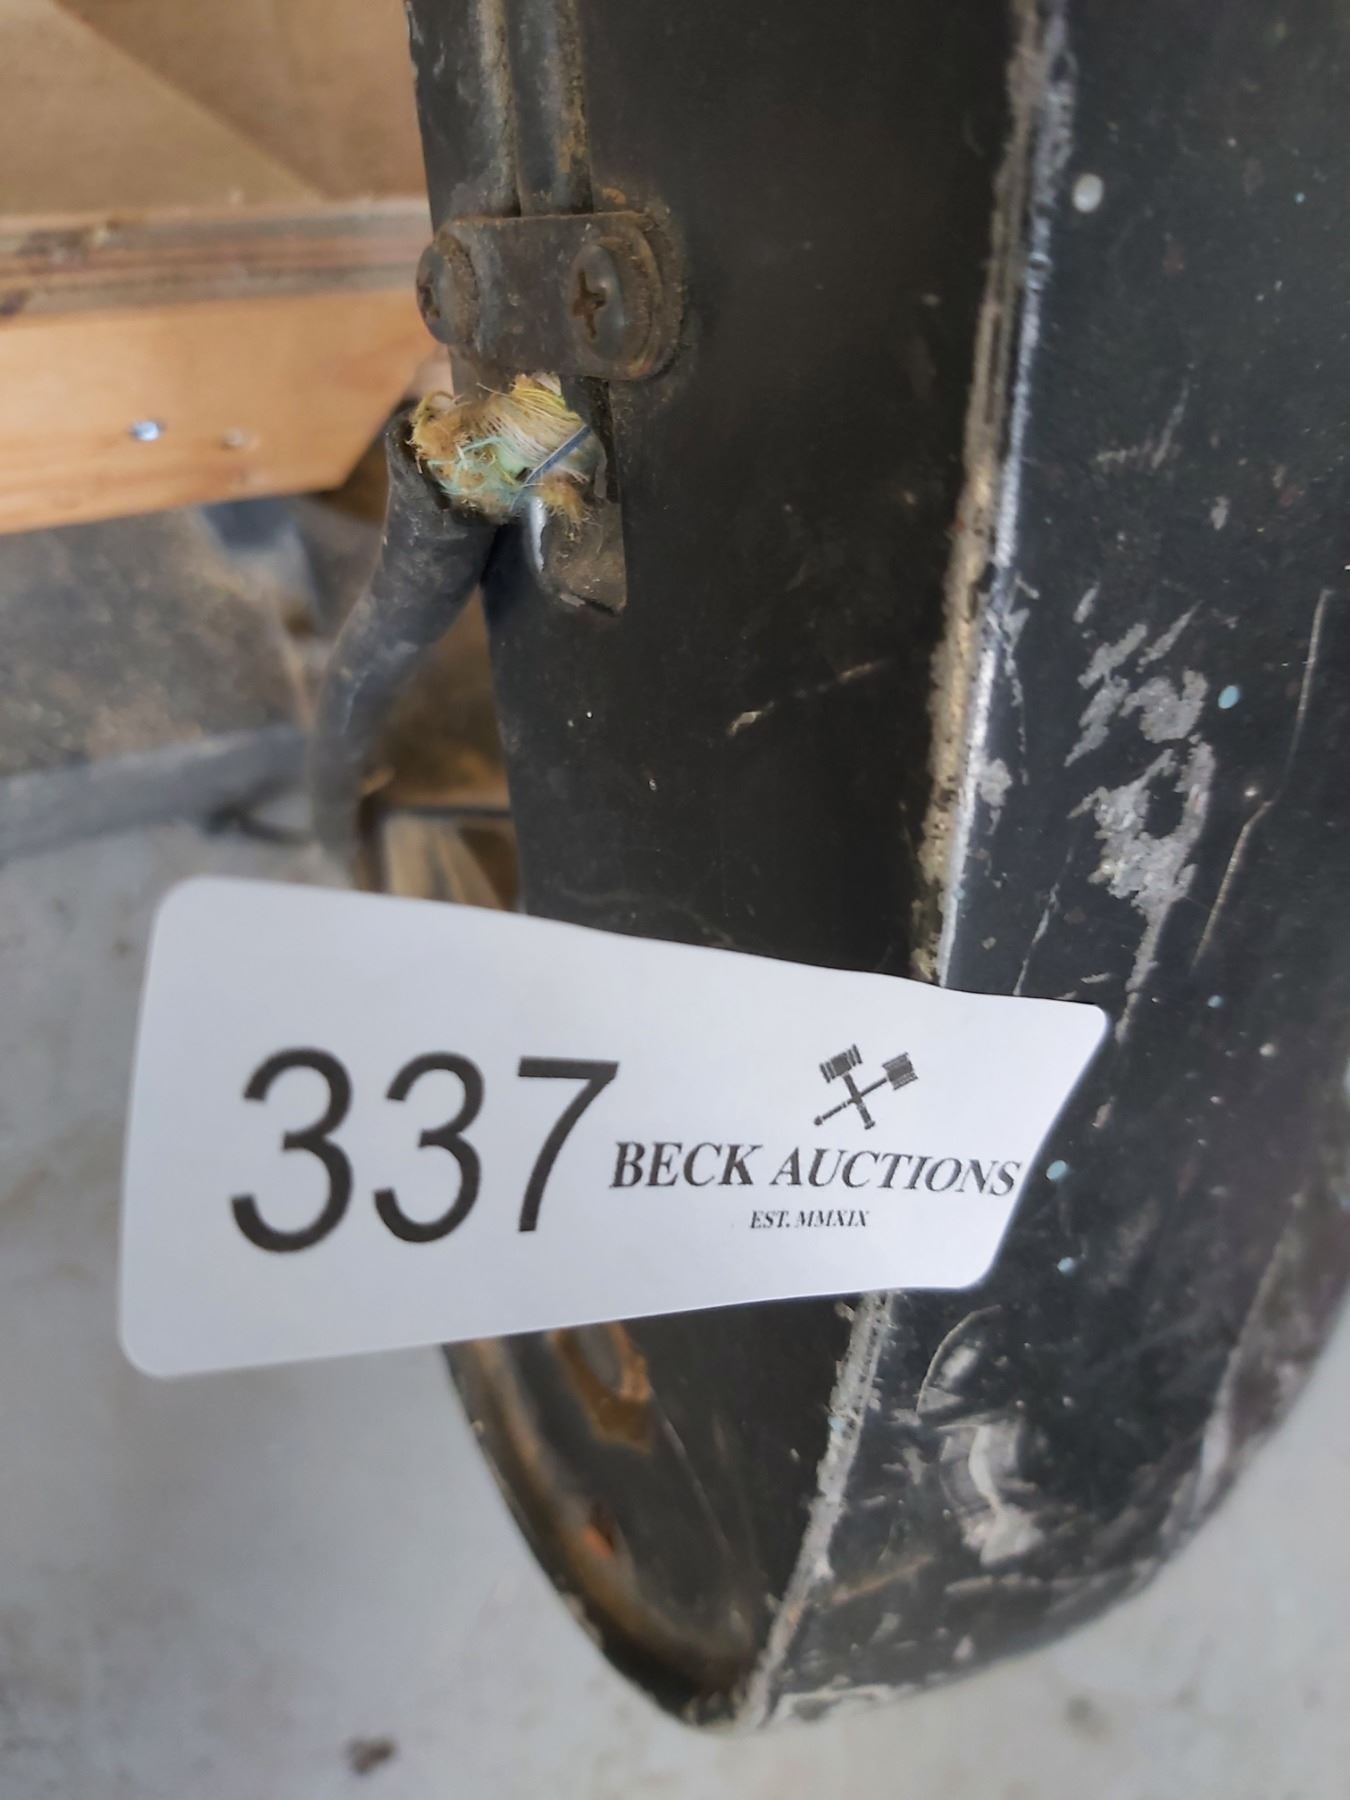 337
BECK AUCTIONS
EST. MMXIX